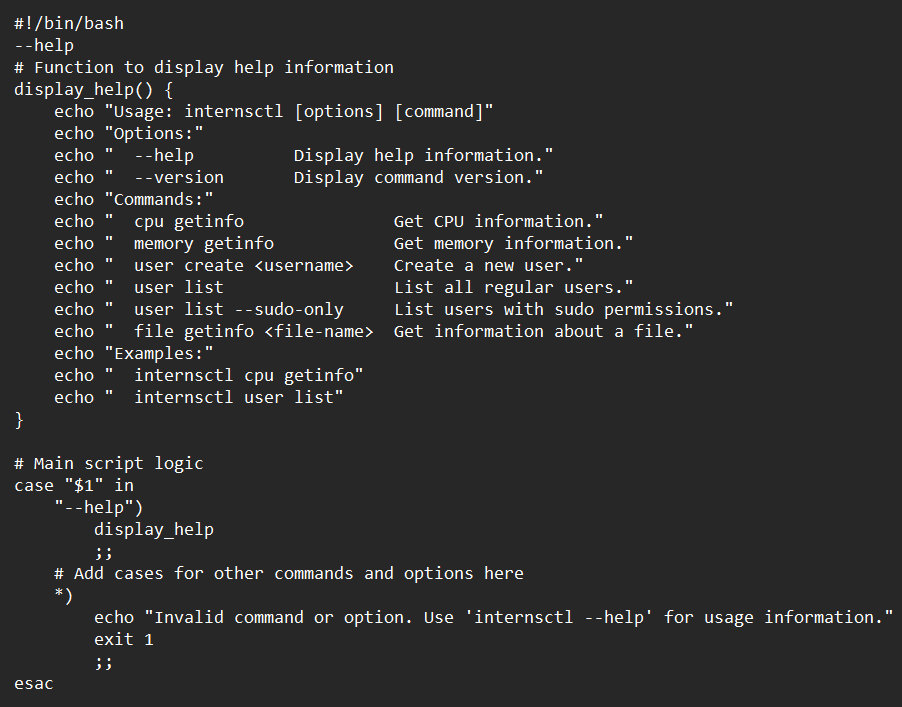 #!/bin/bash
--help
# Function to display help information
display_help() {
    echo "Usage: internsctl [options] [command]"
    echo "Options:"
    echo "  --help          Display help information."
    echo "  --version       Display command version."
    echo "Commands:"
    echo "  cpu getinfo               Get CPU information."
    echo "  memory getinfo            Get memory information."
    echo "  user create <username>    Create a new user."
    echo "  user list                 List all regular users."
    echo "  user list --sudo-only     List users with sudo permissions."
    echo "  file getinfo <file-name>  Get information about a file."
    echo "Examples:"
    echo "  internsctl cpu getinfo"
    echo "  internsctl user list"
}

# Main script logic
case "$1" in
    "--help")
        display_help
        ;;
    # Add cases for other commands and options here
    *)
        echo "Invalid command or option. Use 'internsctl --help' for usage information."
        exit 1
        ;;
esac